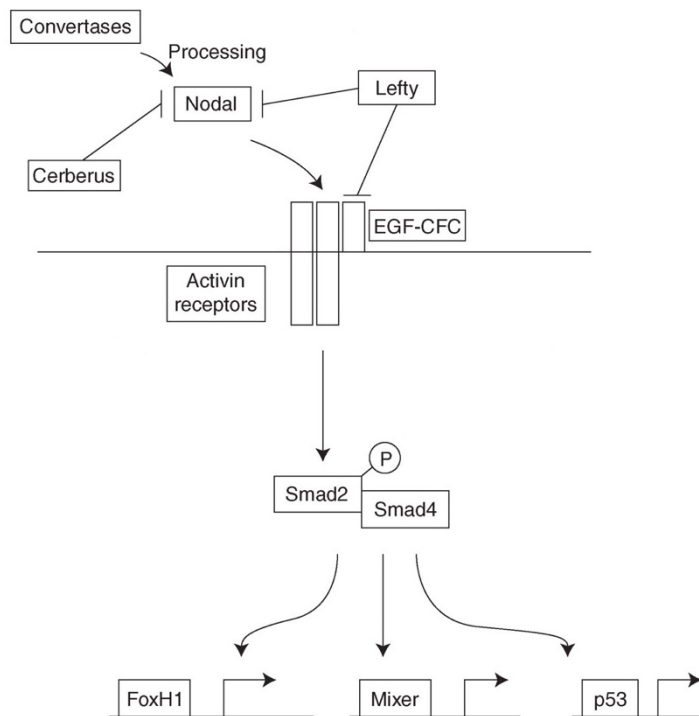 Convertases
Processing
Nodal
Lefty
Cerberus
EGF-CFC
Activin
receptors
P
Smad2
Smad4
FoxH1
Mixer
p53